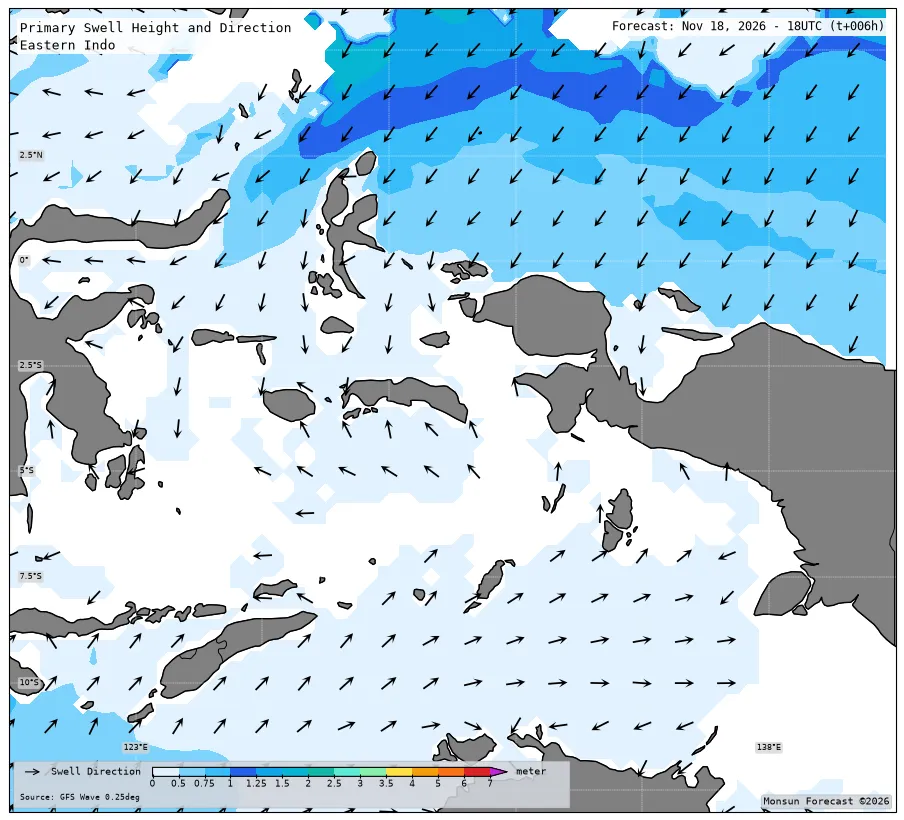 Primary Swell Height and Direction
Eastern Indo
Forecast: Nov 18, 2026 - 18UTC (t+006h)
2.5°N
0°
2.5°S
5°S
7.5°S
10°S
123°E
138°E
Swell Direction
0 0.5 0.75 1 1.25 1.5 2 2.5 3 3.5 4 5 6 7
meter
Source: GFS Wave 0.25deg
Monsun Forecast ©2026